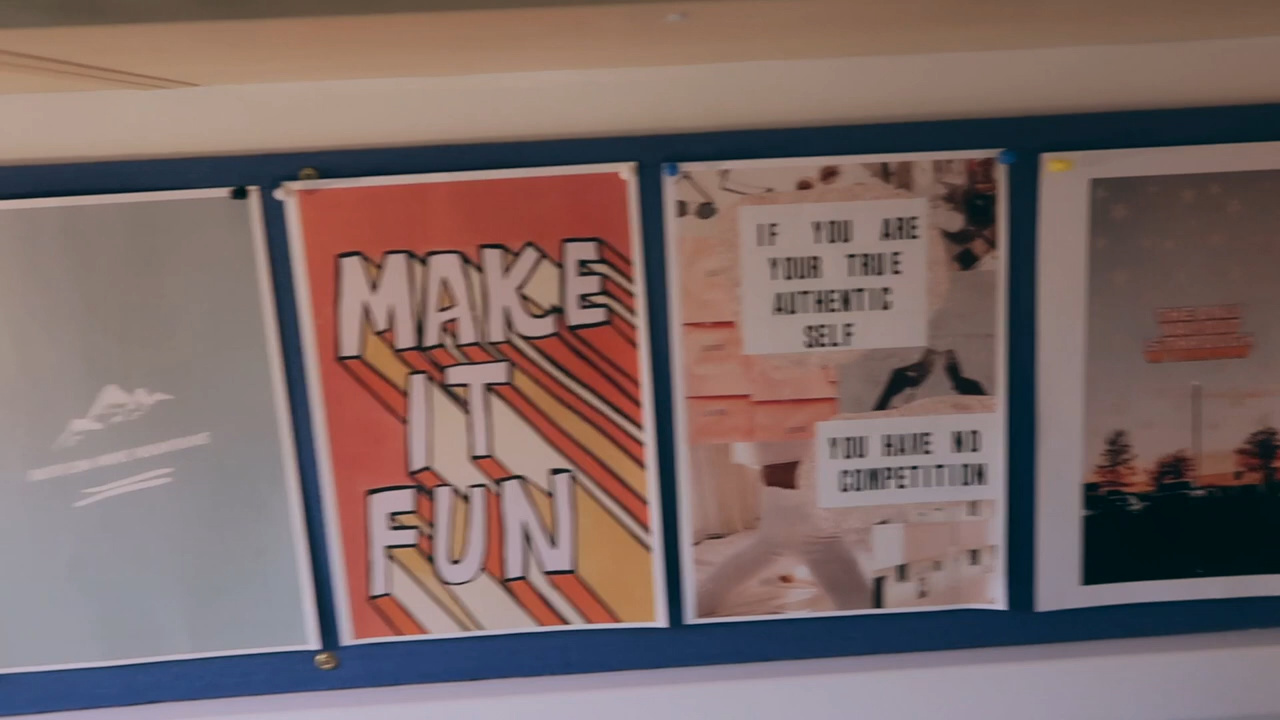 MAKE
IT
FUN
IF YOU ARE
YOUR TRUE
AUTHENTIC
SELF
YOU HAVE NO
COMPETITION